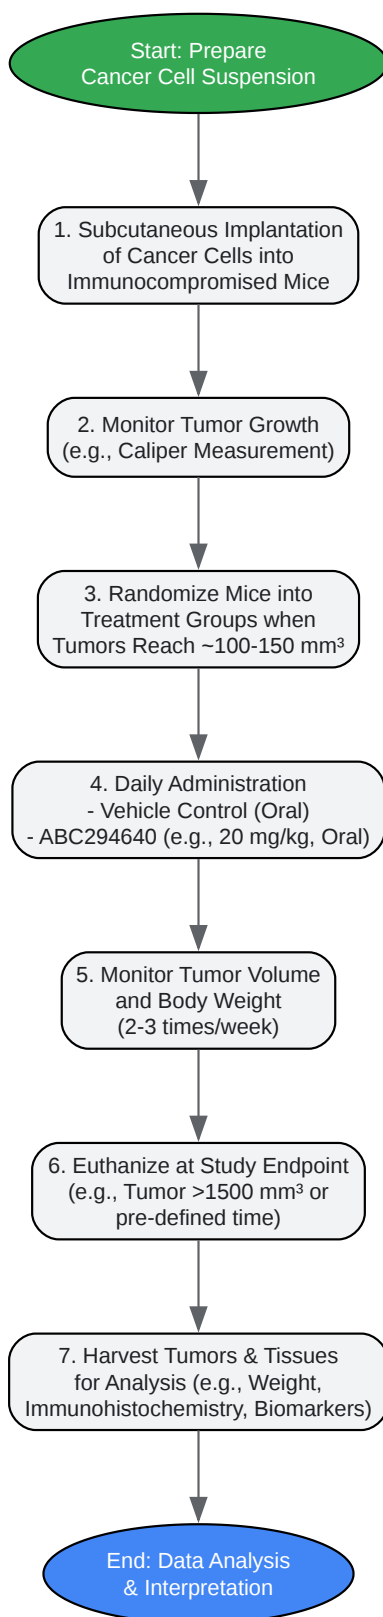 Start: Prepare
Cancer Cell Suspension
1. Subcutaneous Implantation
of Cancer Cells into
Immunocompromised Mice
2. Monitor Tumor Growth
(e.g., Caliper Measurement)
3. Randomize Mice into
Treatment Groups when
Tumors Reach ~100-150 mm³
4. Daily Administration
- Vehicle Control (Oral)
- ABC294640 (e.g., 20 mg/kg, Oral)
5. Monitor Tumor Volume
and Body Weight
(2-3 times/week)
6. Euthanize at Study Endpoint
(e.g., Tumor >1500 mm³ or
pre-defined time)
7. Harvest Tumors & Tissues
for Analysis (e.g., Weight,
Immunohistochemistry, Biomarkers)
End: Data Analysis
& Interpretation